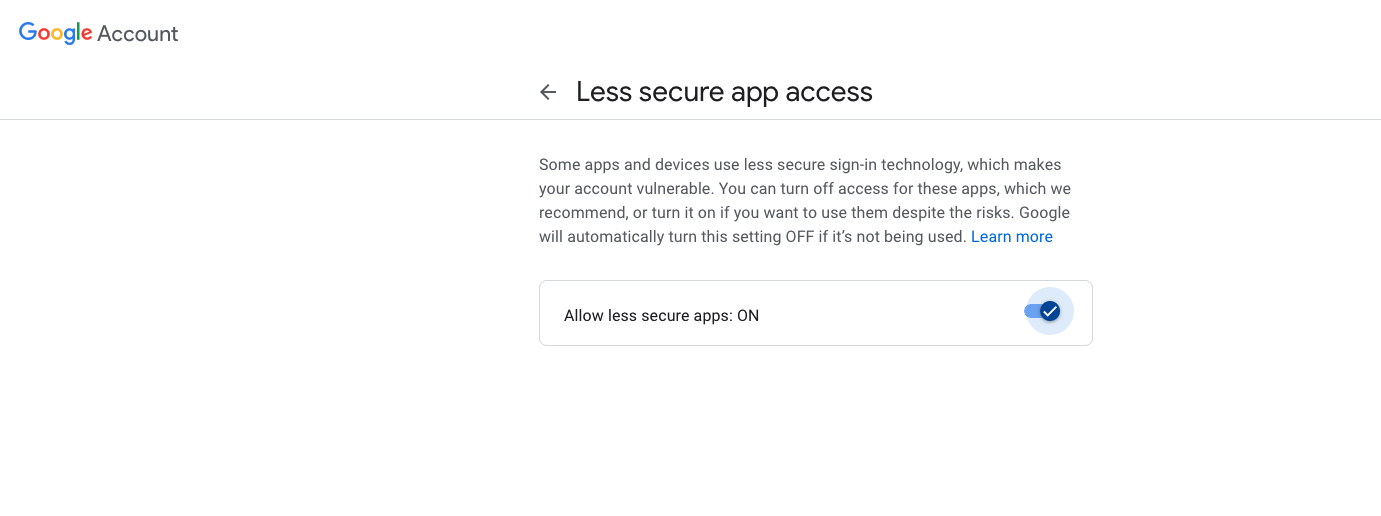 Google Account
Less secure app access
Some apps and devices use less secure sign-in technology, which makes
your account vulnerable. You can turn off access for these apps, which we
recommend, or turn it on if you want to use them despite the risks. Google
will automatically turn this setting OFF if it’s not being used. Learn more
Allow less secure apps: ON